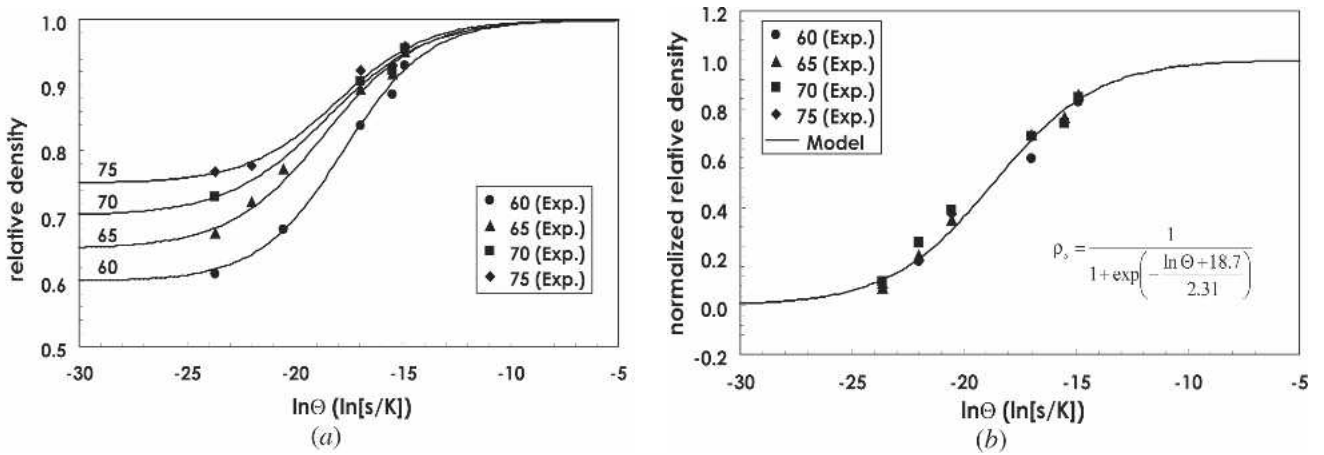 1.0
0.9
0.8
0.7
0.6
0.5
relative density
75
70
65
60
60 (Exp.)
65 (Exp.)
70 (Exp.)
75 (Exp.)
-30 -25 -20 -15 -10 -5
lnΘ (ln[s/K])
(a)
1.2
1.0
0.8
0.6
0.4
0.2
0.0
-0.2
normalized relative density
60 (Exp.)
65 (Exp.)
70 (Exp.)
75 (Exp.)
Model
ρs = 1 / (1 + exp(- (lnΘ + 18.7) / 2.31))
-30 -25 -20 -15 -10 -5
lnΘ (ln[s/K])
(b)